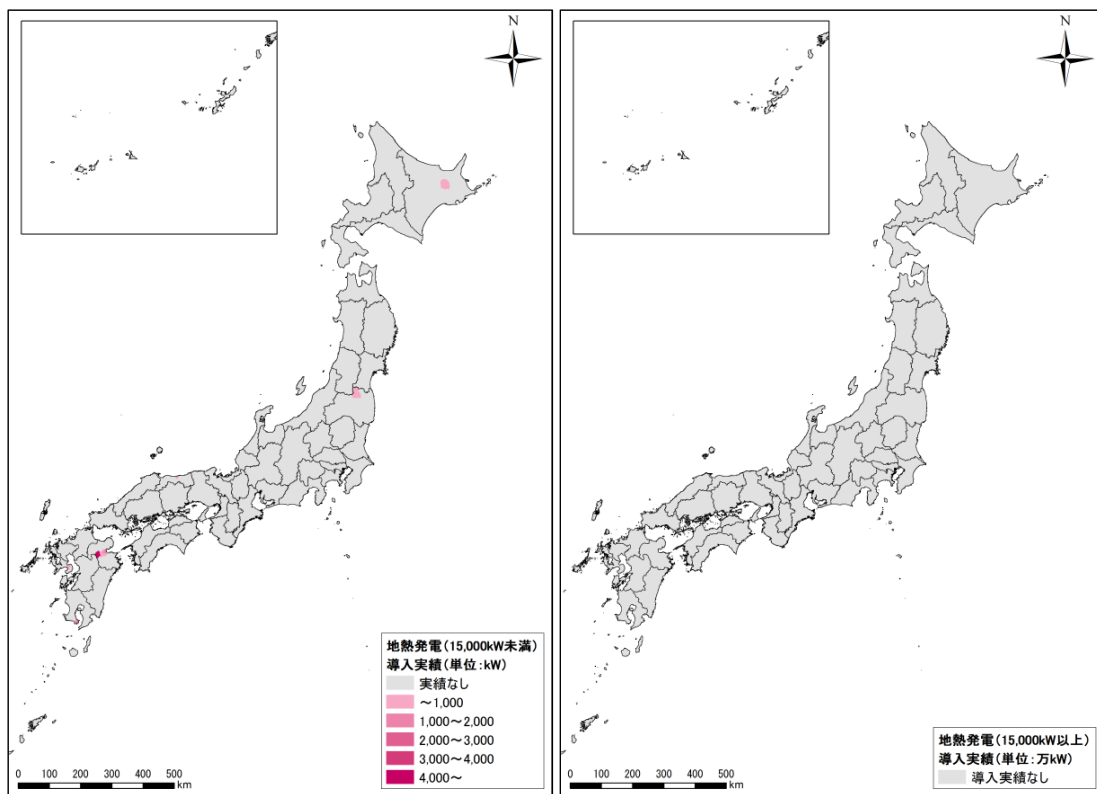 N
地熱発電(15,000kW未満)
導入実績(単位:kW)
実績なし
～1,000
1,000～2,000
2,000～3,000
3,000～4,000
4,000～
0 100 200 300 400 500
km
N
地熱発電(15,000kW以上)
導入実績(単位:万kW)
導入実績なし
0 100 200 300 400 500
km